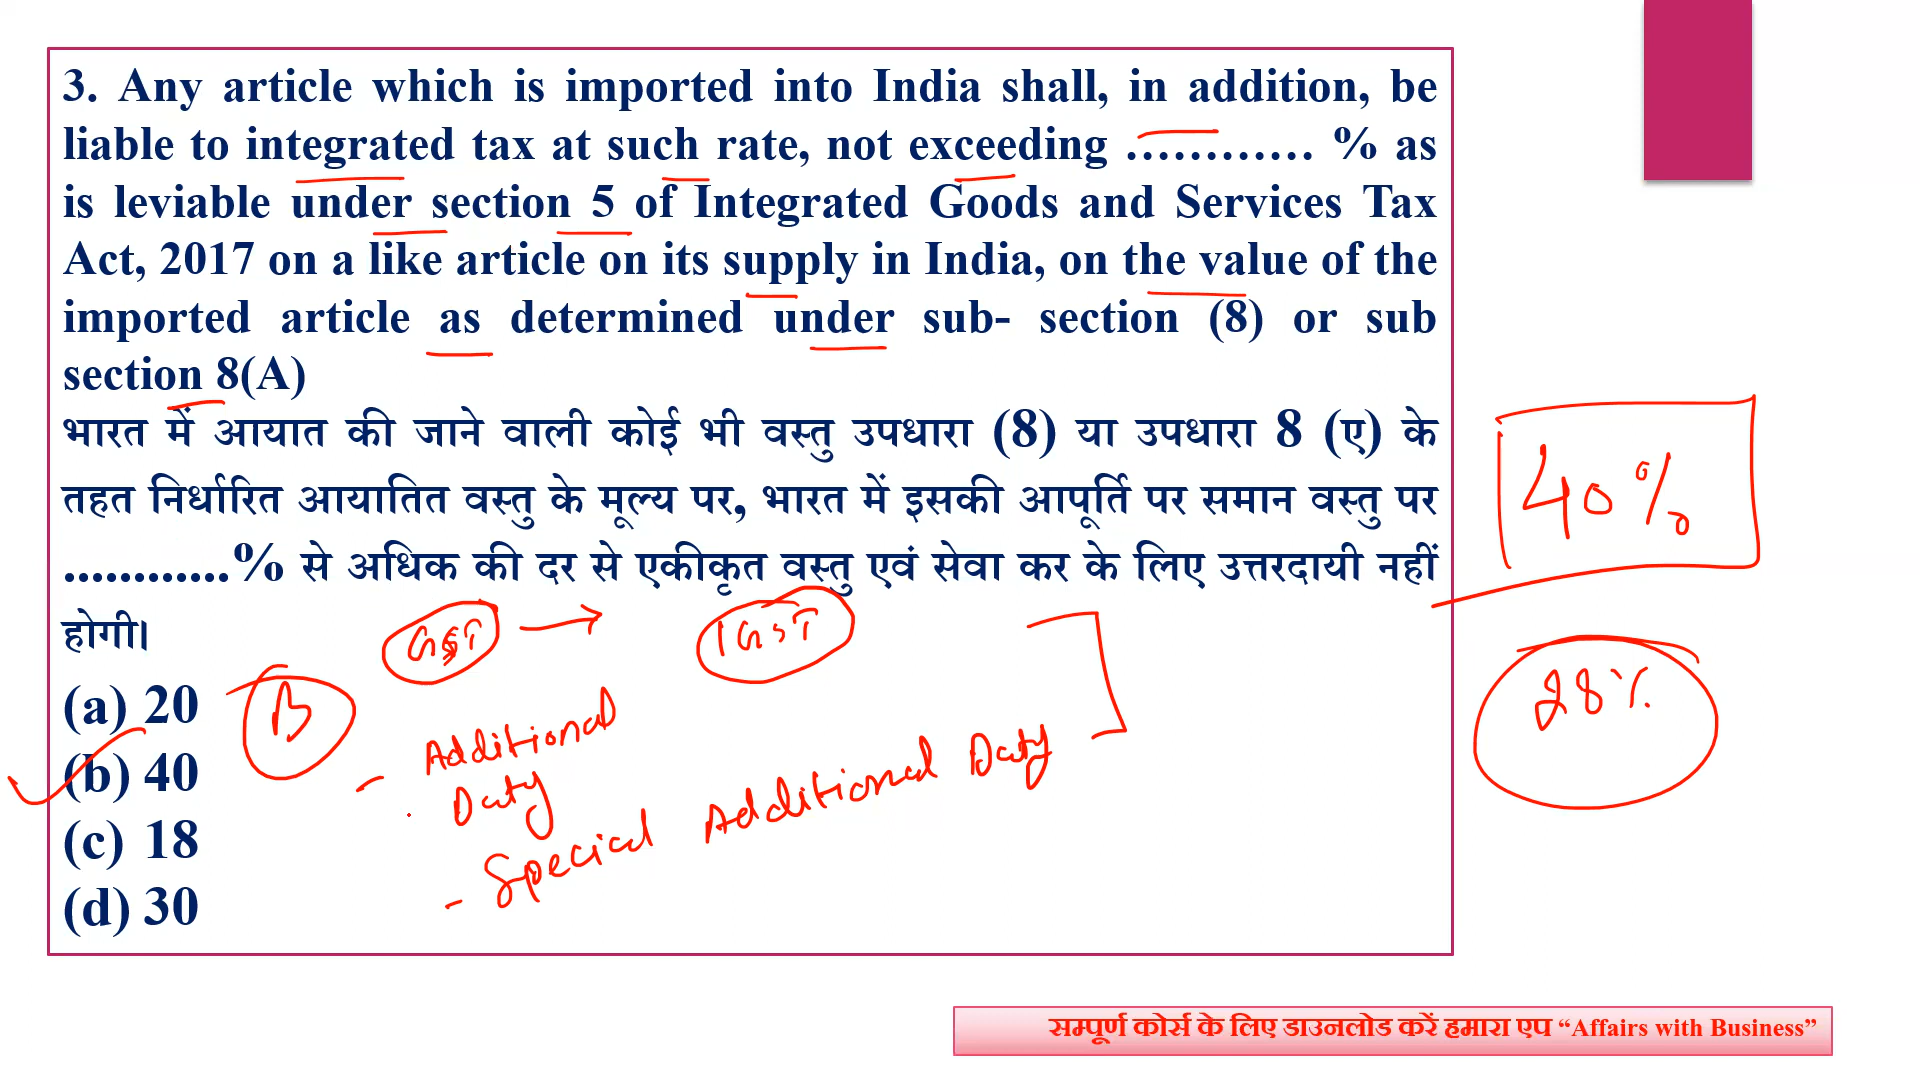 3. Any article which is imported into India shall, in addition, be
liable to integrated tax at such rate, not exceeding ………… % as
is leviable under section 5 of Integrated Goods and Services Tax
Act, 2017 on a like article on its supply in India, on the value of the
imported article as determined under sub- section (8) or sub
section 8(A)
भारत में आयात की जाने वाली कोई भी वस्तु उपधारा (8) या उपधारा 8 (ए) के
तहत निर्धारित आयातित वस्तु के मूल्य पर, भारत में इसकी आपूर्ति पर समान वस्तु पर
............% से अधिक की दर से एकीकृत वस्तु एवं सेवा कर के लिए उत्तरदायी नहीं
होगी।
GST → IGST
(a) 20
B
(b) 40
(c) 18
(d) 30
- Additional
Duty
- Special Additional Duty
40%
28%
सम्पूर्ण कोर्स के लिए डाउनलोड करें हमारा एप “Affairs with Business”